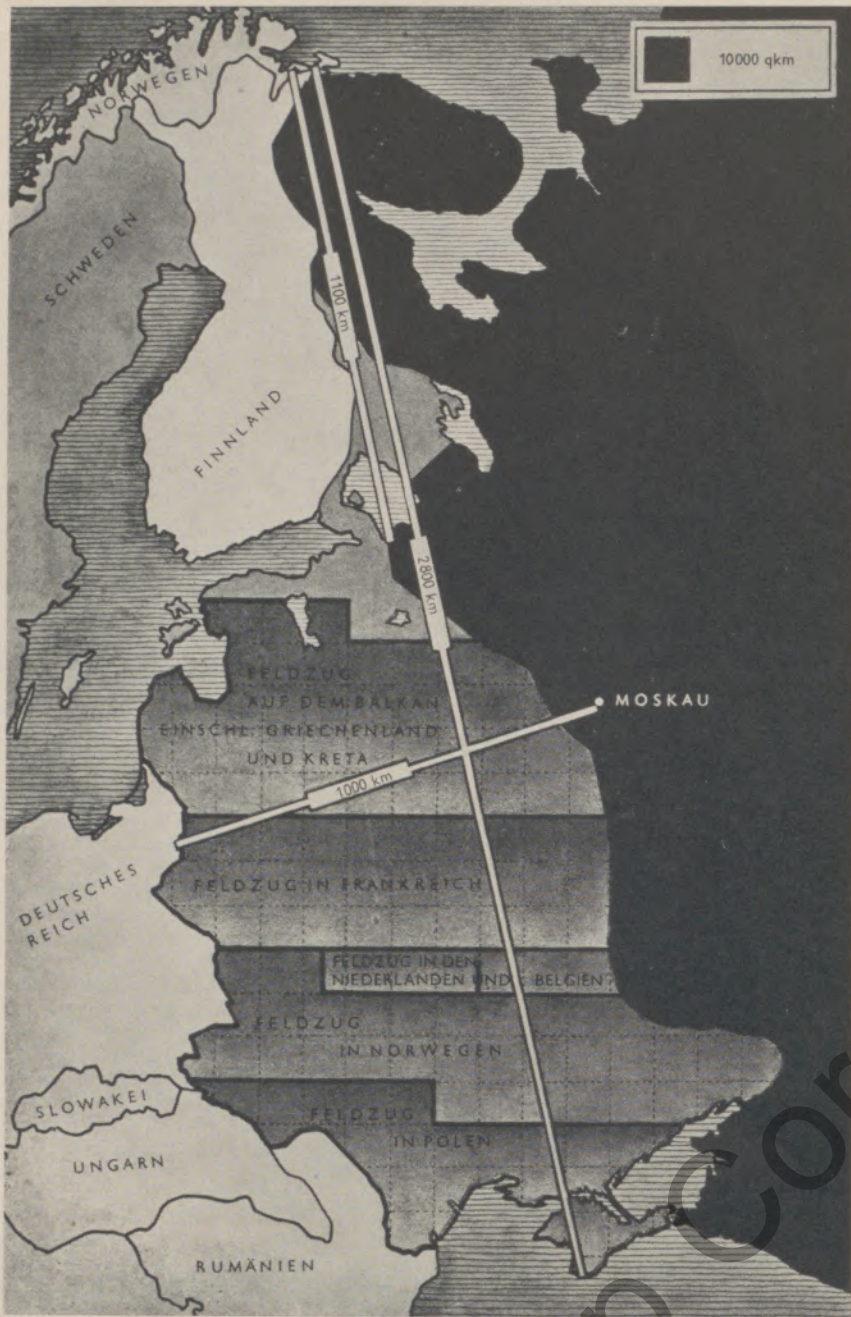 10000 qkm
NORWEGEN
SCHWEDEN
FINNLAND
1100 km
2800 km
MOSKAU
FELDZUG
AUF DEM BALKAN
EINSCHL. GRIECHENLAND
UND KRETA
1000 km
DEUTSCHES
REICH
FELDZUG IN FRANKREICH
FELDZUG IN DEN
NIEDERLANDEN UND BELGIEN
FELDZUG
IN NORWEGEN
SLOWAKEI
FELDZUG
IN POLEN
UNGARN
RUMÄNIEN